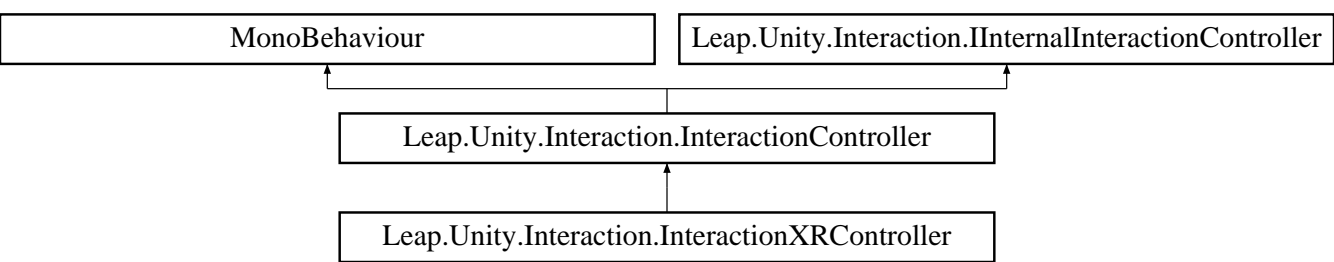 MonoBehaviour
Leap.Unity.Interaction.IInternalInteractionController
Leap.Unity.Interaction.InteractionController
Leap.Unity.Interaction.InteractionXRController